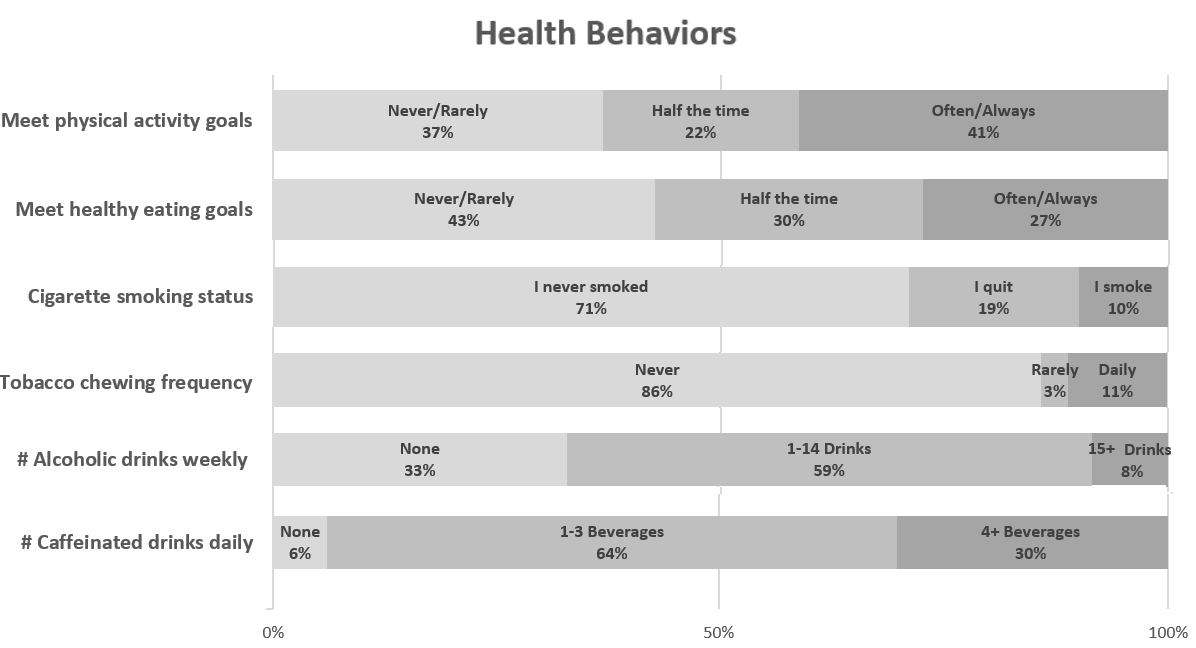 Health Behaviors
Meet physical activity goals
Never/Rarely
37%
Half the time
22%
Often/Always
41%
Meet healthy eating goals
Never/Rarely
43%
Half the time
30%
Often/Always
27%
Cigarette smoking status
I never smoked
71%
I quit
19%
I smoke
10%
Tobacco chewing frequency
Never
86%
Rarely
3%
Daily
11%
# Alcoholic drinks weekly
None
33%
1-14 Drinks
59%
15+ Drinks
8%
# Caffeinated drinks daily
None
6%
1-3 Beverages
64%
4+ Beverages
30%
0%
50%
100%